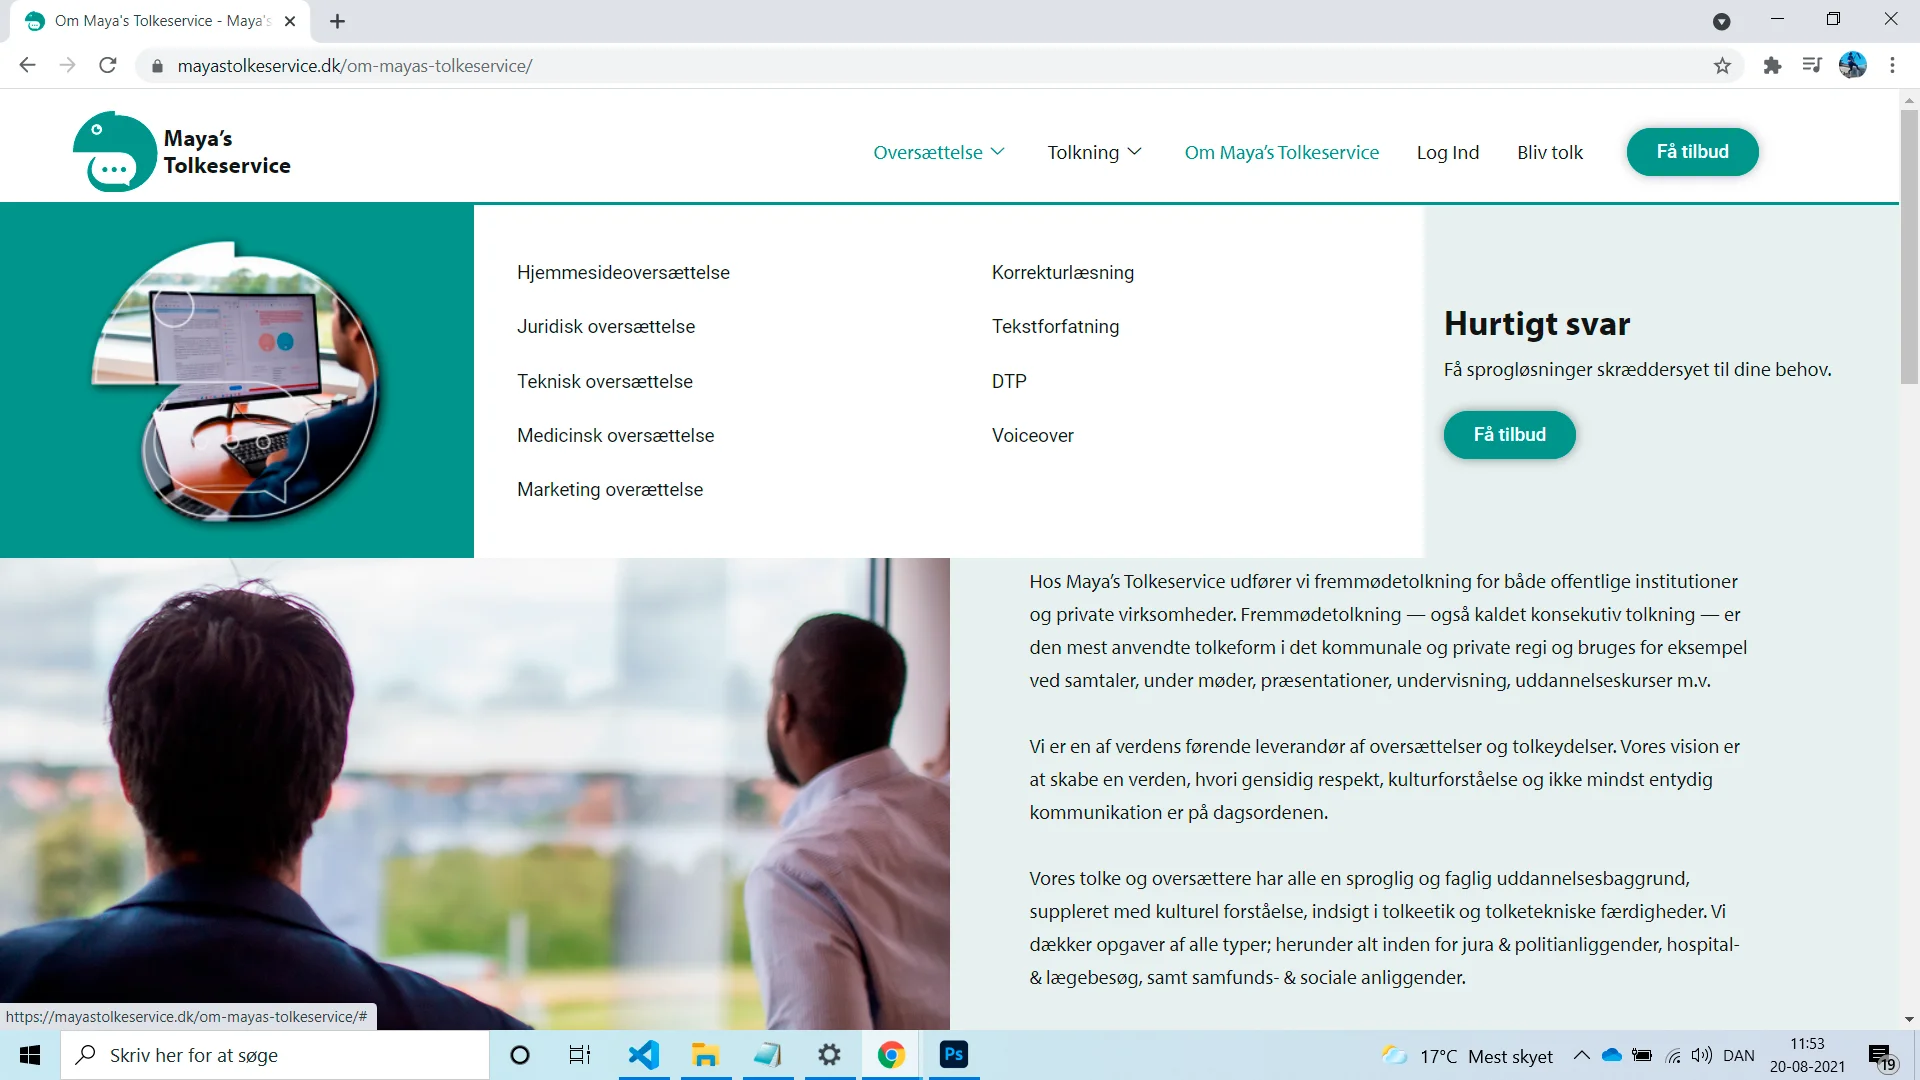 Om Maya's Tolkeservice - Maya's
mayastolkeservice.dk/om-mayas-tolkeservice/
Maya's
Tolkeservice
Oversættelse
Tolkning
Om Maya's Tolkeservice
Log Ind
Bliv tolk
Få tilbud
Hjemmesideoversættelse
Juridisk oversættelse
Teknisk oversættelse
Medicinsk oversættelse
Marketing overættelse
Korrekturlæsning
Tekstforfatning
DTP
Voiceover
Hurtigt svar
Få sprogløsninger skræddersyet til dine behov.
Få tilbud
Hos Maya's Tolkeservice udfører vi fremmødetolkning for både offentlige institutioner
og private virksomheder. Fremmødetolkning — også kaldet konsekutiv tolkning — er
den mest anvendte tolkeform i det kommunale og private regi og bruges for eksempel
ved samtaler, under møder, præsentationer, undervisning, uddannelseskurser m.v.
Vi er en af verdens førende leverandør af oversættelser og tolkeydelser. Vores vision er
at skabe en verden, hvori gensidig respekt, kulturforståelse og ikke mindst entydig
kommunikation er på dagsordenen.
Vores tolke og oversættere har alle en sproglig og faglig uddannelsesbaggrund,
suppleret med kulturel forståelse, indsigt i tolkeetik og tolketekniske færdigheder. Vi
dækker opgaver af alle typer; herunder alt inden for jura & politianliggender, hospital-
& lægebesøg, samt samfunds- & sociale anliggender.
https://mayastolkeservice.dk/om-mayas-tolkeservice/#
Skriv her for at søge
Ps
17°C Mest skyet
DAN
11:53
20-08-2021
19